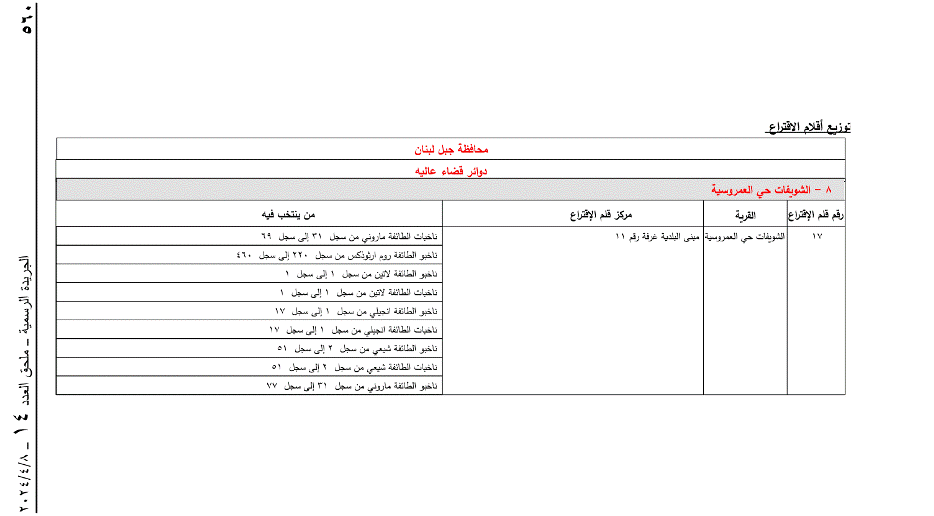 ٥٦٠
الجريدة الرسمية – ملحق العدد ١٤ – ٢٠٢٤/٤/٨
توزيع أقلام الاقتراع
محافظة جبل لبنان
دوائر قضاء عاليه
٨ - الشويفات حي العمروسية
رقم قلم الإقتراع القرية مركز قلم الإقتراع من ينتخب فيه
١٧ الشويفات حي العمروسية مبنى البلدية غرفة رقم ١١ ناخبات الطائفة ماروني من سجل ٣١ إلى سجل ٦٩
ناخبو الطائفة روم ارثوذكس من سجل ٢٢٠ إلى سجل ٤٦٠
ناخبو الطائفة لاتين من سجل ١ إلى سجل ١
ناخبات الطائفة لاتين من سجل ١ إلى سجل ١
ناخبو الطائفة انجيلي من سجل ١ إلى سجل ١٧
ناخبات الطائفة انجيلي من سجل ١ إلى سجل ١٧
ناخبو الطائفة شيعي من سجل ٢ إلى سجل ٥١
ناخبات الطائفة شيعي من سجل ٢ إلى سجل ٥١
ناخبو الطائفة ماروني من سجل ٣١ إلى سجل ٧٧